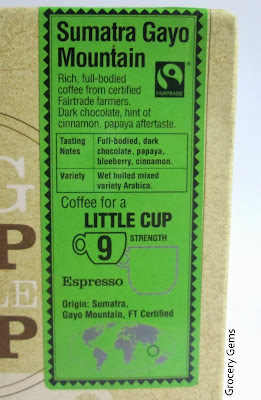 Sumatra Gayo
Mountain
Rich, full-bodied
coffee from certified
Fairtrade farmers.
Dark chocolate, hint of
cinnamon, papaya aftertaste.
FAIRTRADE
Tasting Notes
Full-bodied, dark
chocolate, papaya,
blueberry, cinnamon.
Variety
Wet hulled mixed
variety Arabica.
Coffee for a
LITTLE CUP
9 STRENGTH
Espresso
Origin: Sumatra,
Gayo Mountain, FT Certified
G
P
LE
P
Grocery Gems